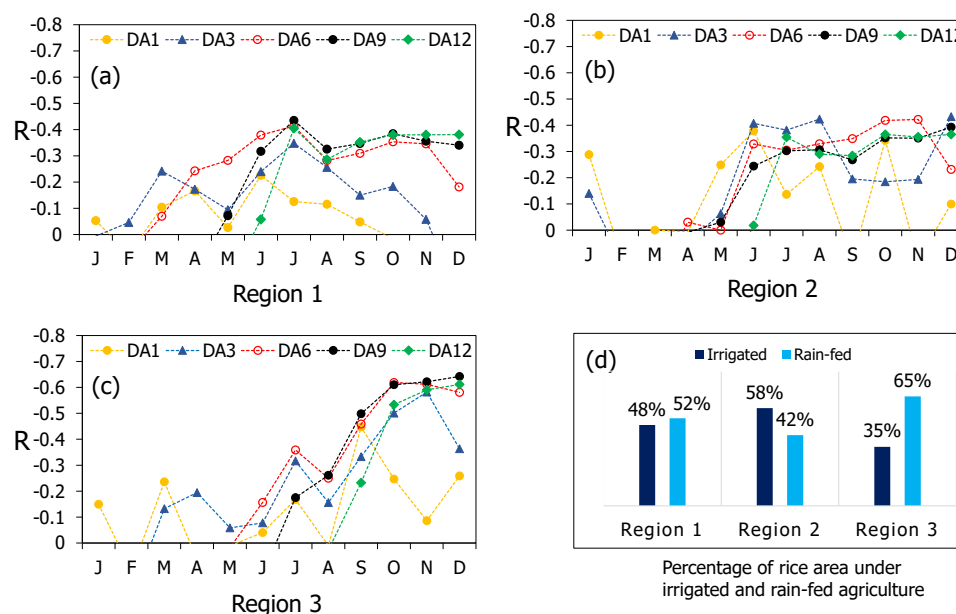 -0.8
DA1 DA3 DA6 DA9 DA12
-0.7
(a)
-0.6
-0.5
R -0.4
-0.3
-0.2
-0.1
0
J F M A M J J A S O N D
Region 1
-0.8
DA1 DA3 DA6 DA9 DA12
-0.7
(b)
-0.6
-0.5
R -0.4
-0.3
-0.2
-0.1
0
J F M A M J J A S O N D
Region 2
-0.8
DA1 DA3 DA6 DA9 DA12
-0.7
(c)
-0.6
-0.5
R -0.4
-0.3
-0.2
-0.1
0
J F M A M J J A S O N D
Region 3
(d)
Irrigated Rain-fed
48% 52% 58% 42% 35% 65%
Region 1 Region 2 Region 3
Percentage of rice area under
irrigated and rain-fed agriculture